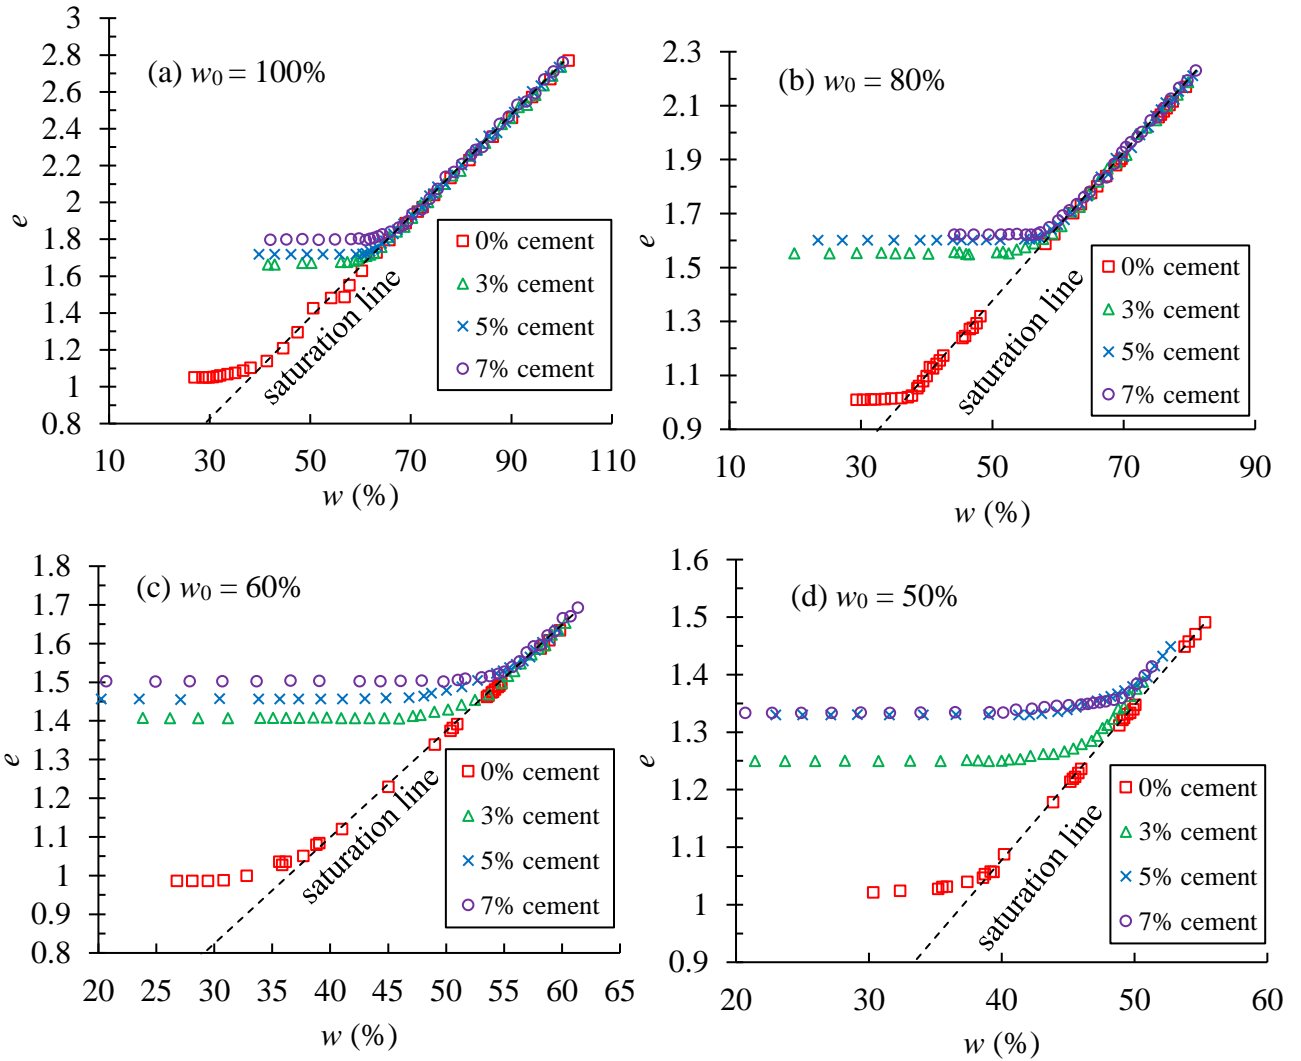 (a) w0 = 100%
3
2.8
2.6
2.4
2.2
2
1.8
1.6
1.4
1.2
1
0.8
e
10
30
50
70
90
110
w (%)
saturation line
0% cement
3% cement
5% cement
7% cement
(b) w0 = 80%
2.3
2.1
1.9
1.7
1.5
1.3
1.1
0.9
e
10
30
50
70
90
w (%)
saturation line
0% cement
3% cement
5% cement
7% cement
(c) w0 = 60%
1.8
1.7
1.6
1.5
1.4
1.3
1.2
1.1
1
0.9
0.8
e
20
25
30
35
40
45
50
55
60
65
w (%)
saturation line
0% cement
3% cement
5% cement
7% cement
(d) w0 = 50%
1.6
1.5
1.4
1.3
1.2
1.1
1
0.9
e
20
30
40
50
60
w (%)
saturation line
0% cement
3% cement
5% cement
7% cement